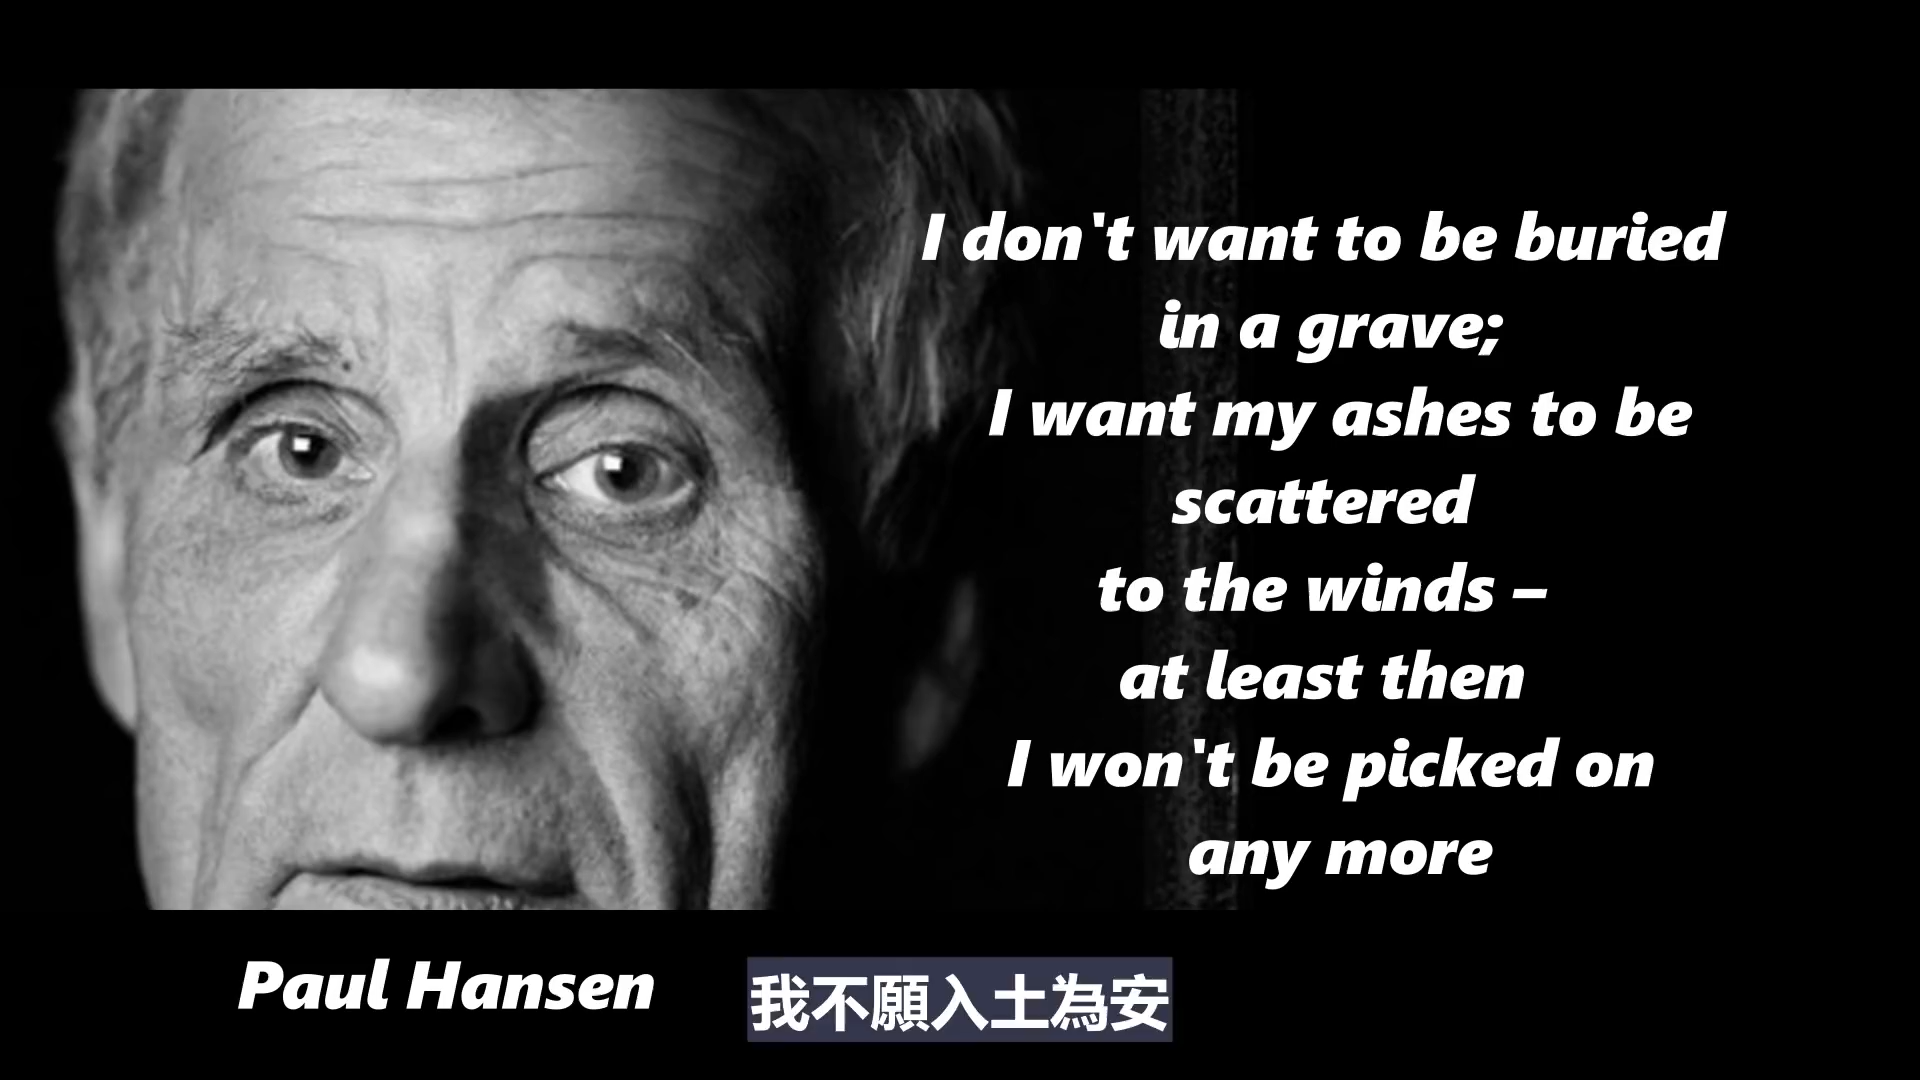 I don't want to be buried
in a grave;
I want my ashes to be
scattered
to the winds –
at least then
I won't be picked on
any more
Paul Hansen
我不願入土為安